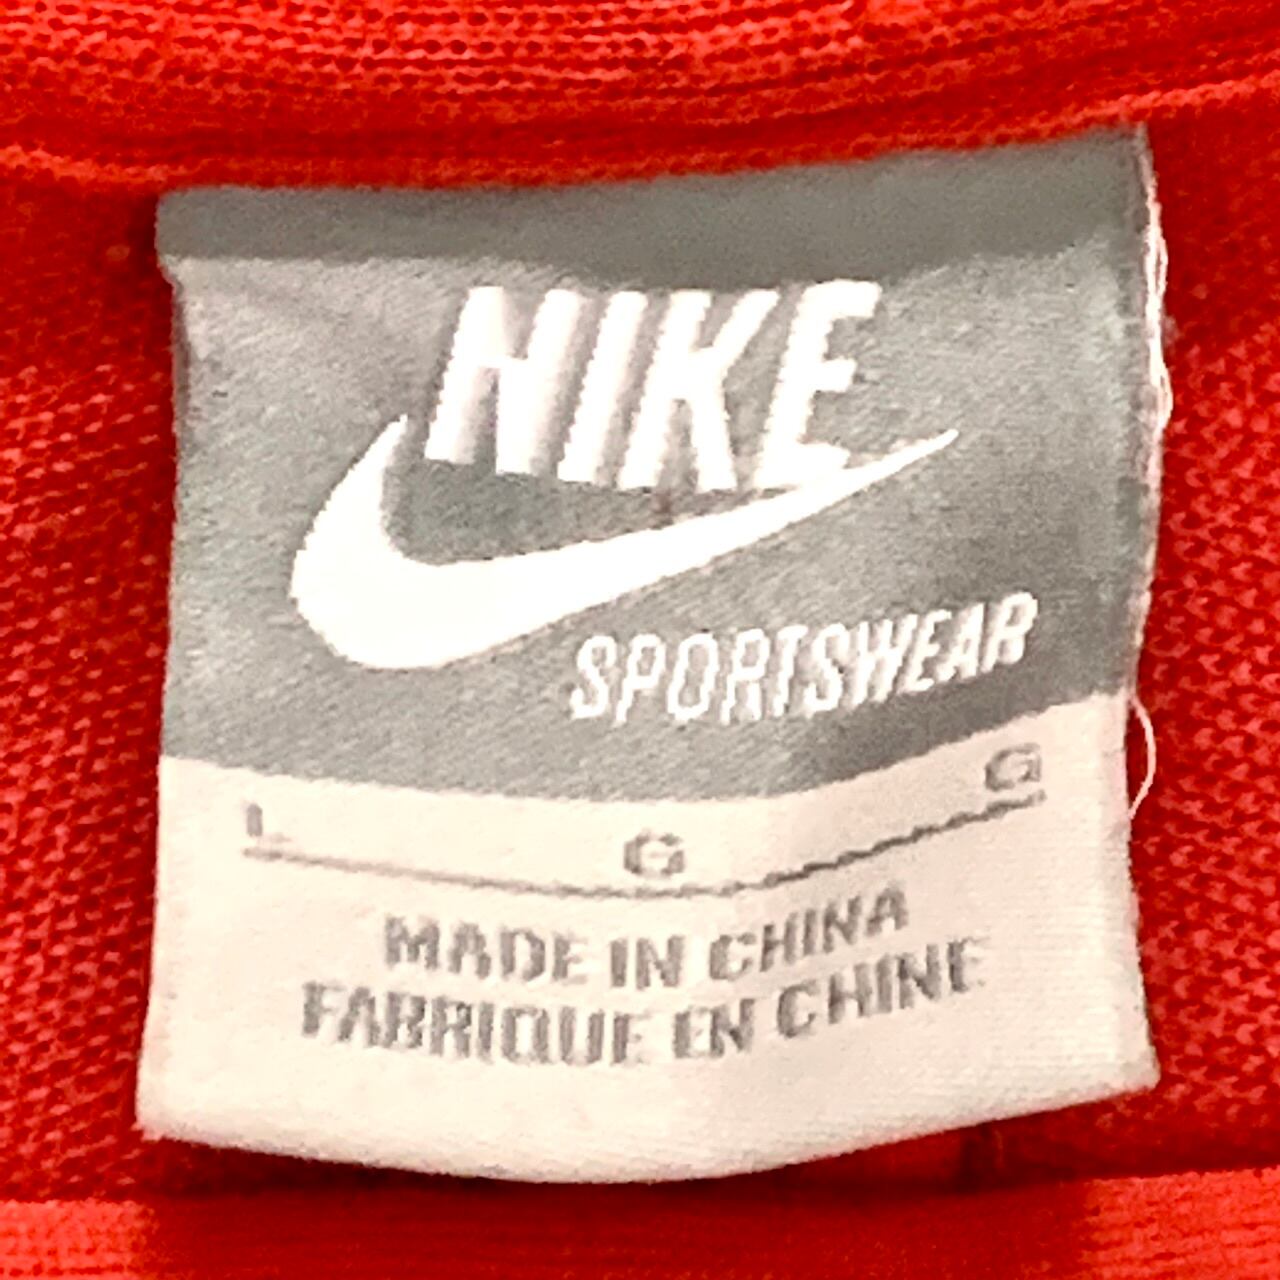 NIKE
SPORTSWEAR
L G G
MADE IN CHINA
FABRIQUE EN CHINE